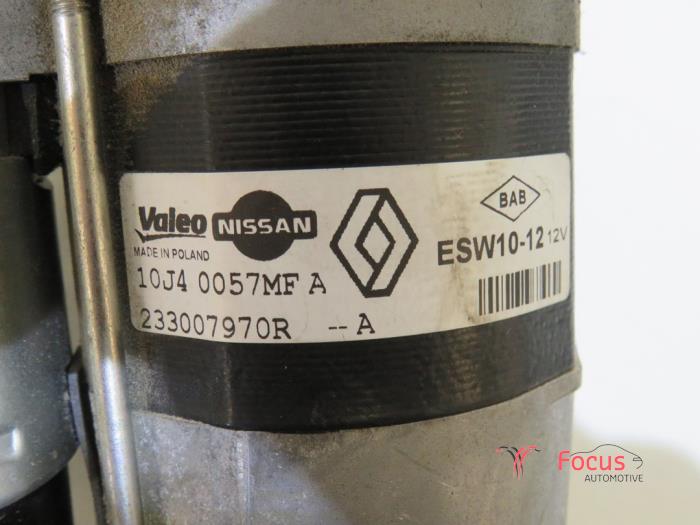 Valeo NISSAN
MADE IN POLAND
10J4 0057MF A
233007970R --A
BAB
ESW10-12 12V
Focus
AUTOMOTIVE